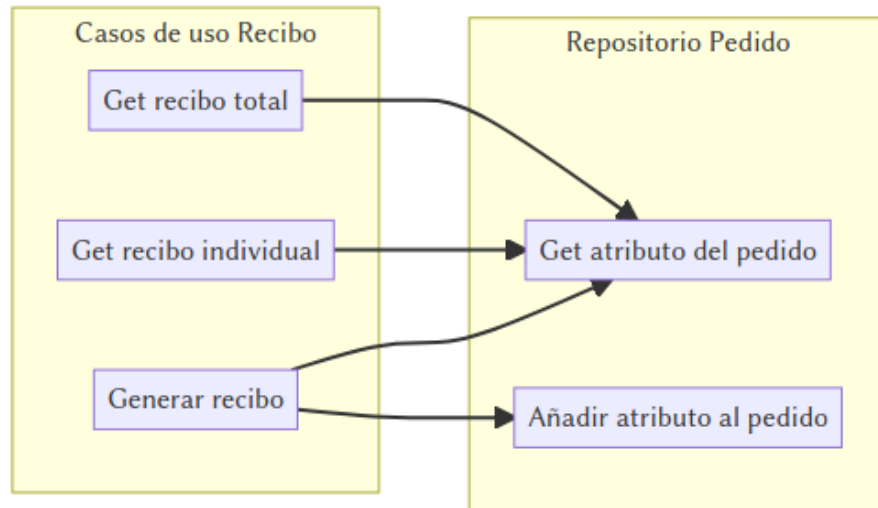 Casos de uso Recibo
Get recibo total
Get recibo individual
Generar recibo
Repositorio Pedido
Get atributo del pedido
Añadir atributo al pedido